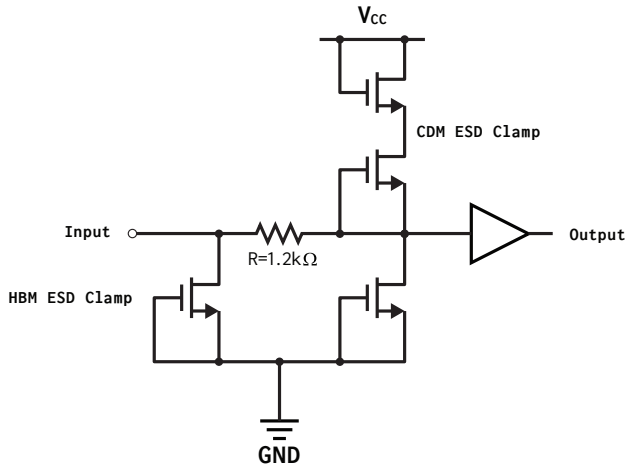 VCC
CDM ESD Clamp
Input
R=1.2kΩ
Output
HBM ESD Clamp
GND